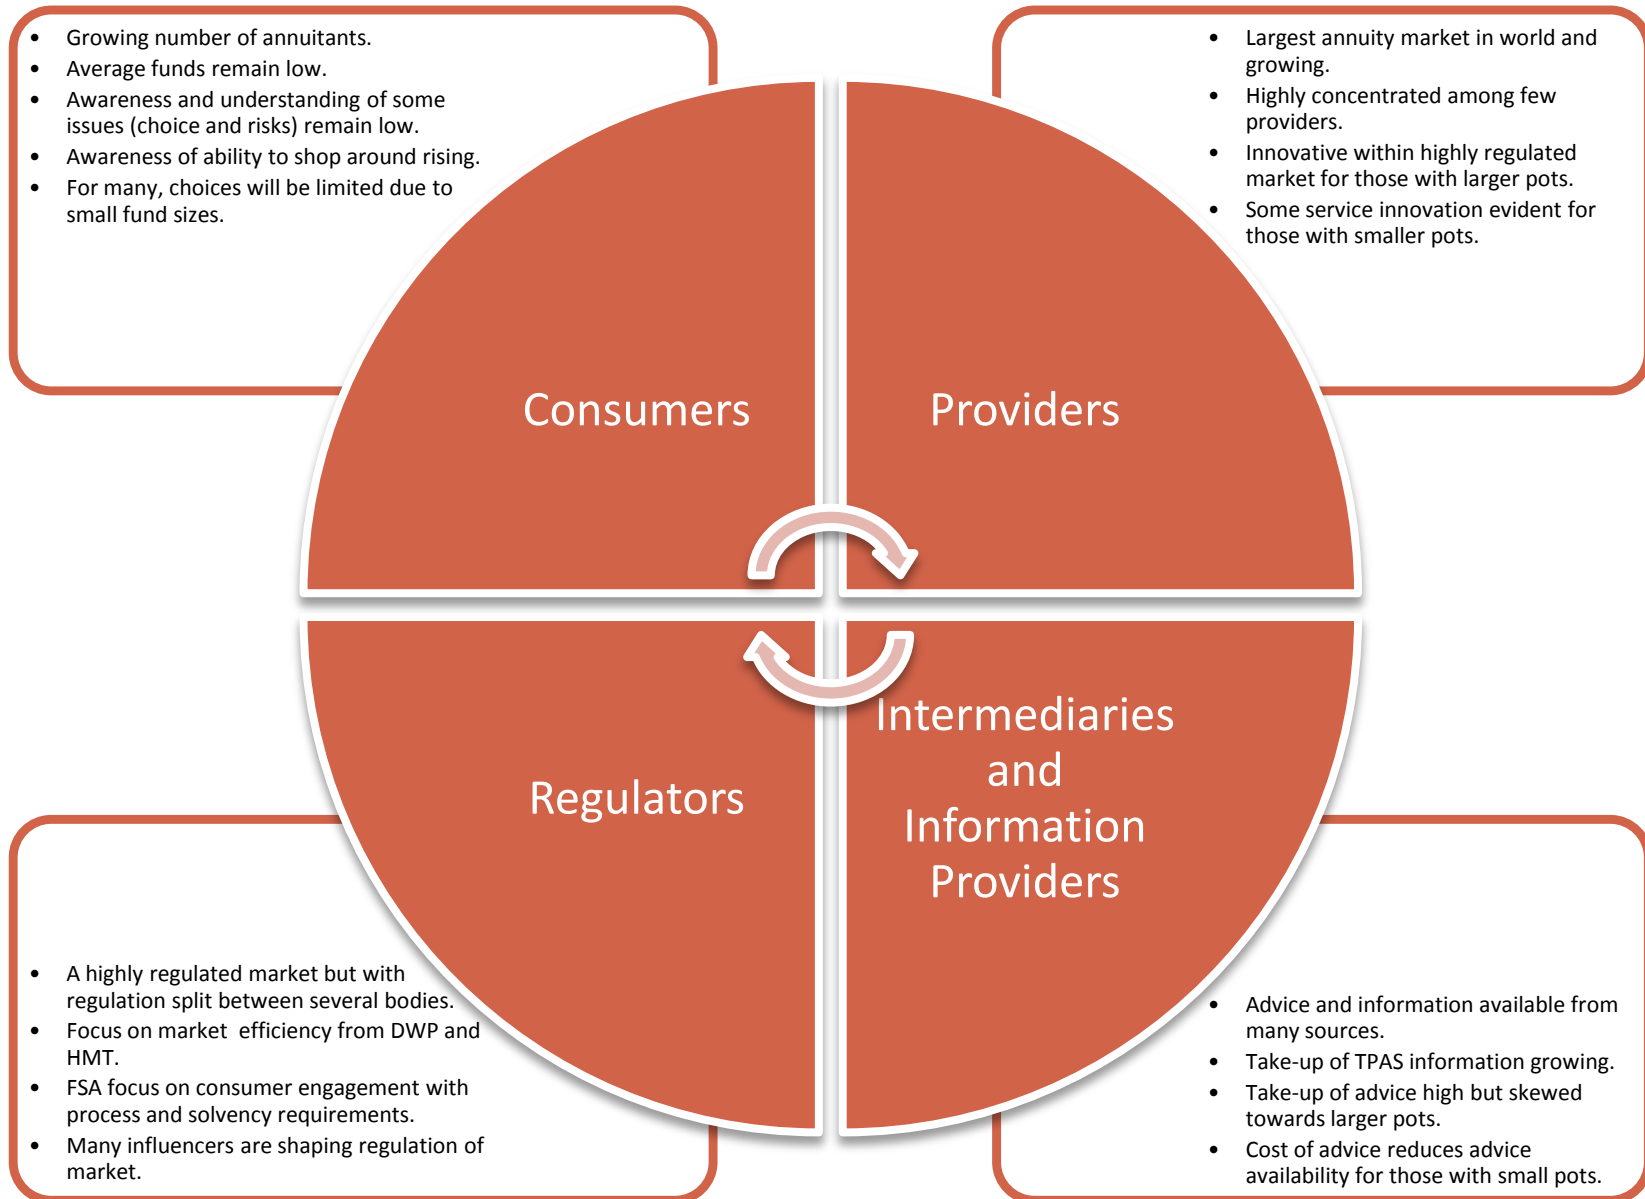 • Growing number of annuitants.
• Average funds remain low.
• Awareness and understanding of some
issues (choice and risks) remain low.
• Awareness of ability to shop around rising.
• For many, choices will be limited due to
small fund sizes.
• Largest annuity market in world and
growing.
• Highly concentrated among few
providers.
• Innovative within highly regulated
market for those with larger pots.
• Some service innovation evident for
those with smaller pots.
Consumers
Providers
Regulators
Intermediaries
and
Information
Providers
• A highly regulated market but with
regulation split between several bodies.
• Focus on market efficiency from DWP and
HMT.
• FSA focus on consumer engagement with
process and solvency requirements.
• Many influencers are shaping regulation of
market.
• Advice and information available from
many sources.
• Take-up of TPAS information growing.
• Take-up of advice high but skewed
towards larger pots.
• Cost of advice reduces advice
availability for those with small pots.